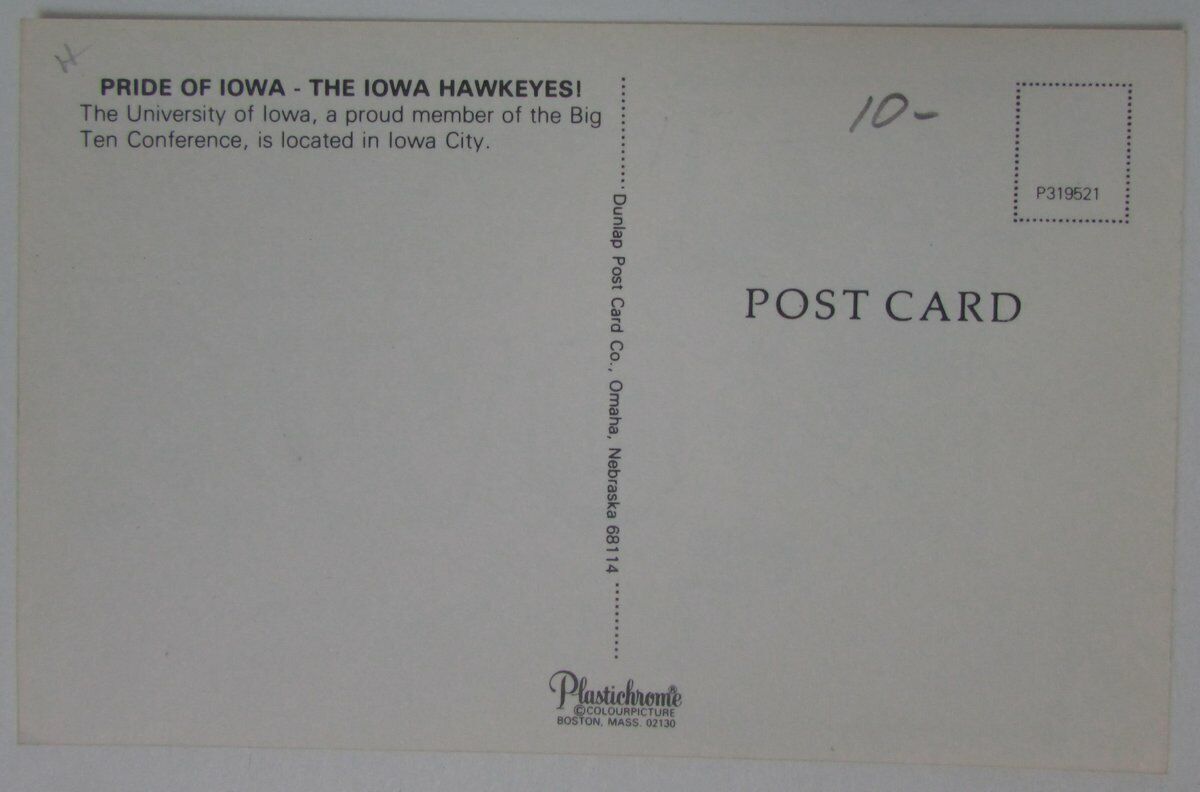 H
PRIDE OF IOWA - THE IOWA HAWKEYES!
The University of Iowa, a proud member of the Big
Ten Conference, is located in Iowa City.
10-
P319521
POST CARD
Dunlap Post Card Co., Omaha, Nebraska 68114
Plastichrome®
©COLOURPICTURE
BOSTON, MASS. 02130